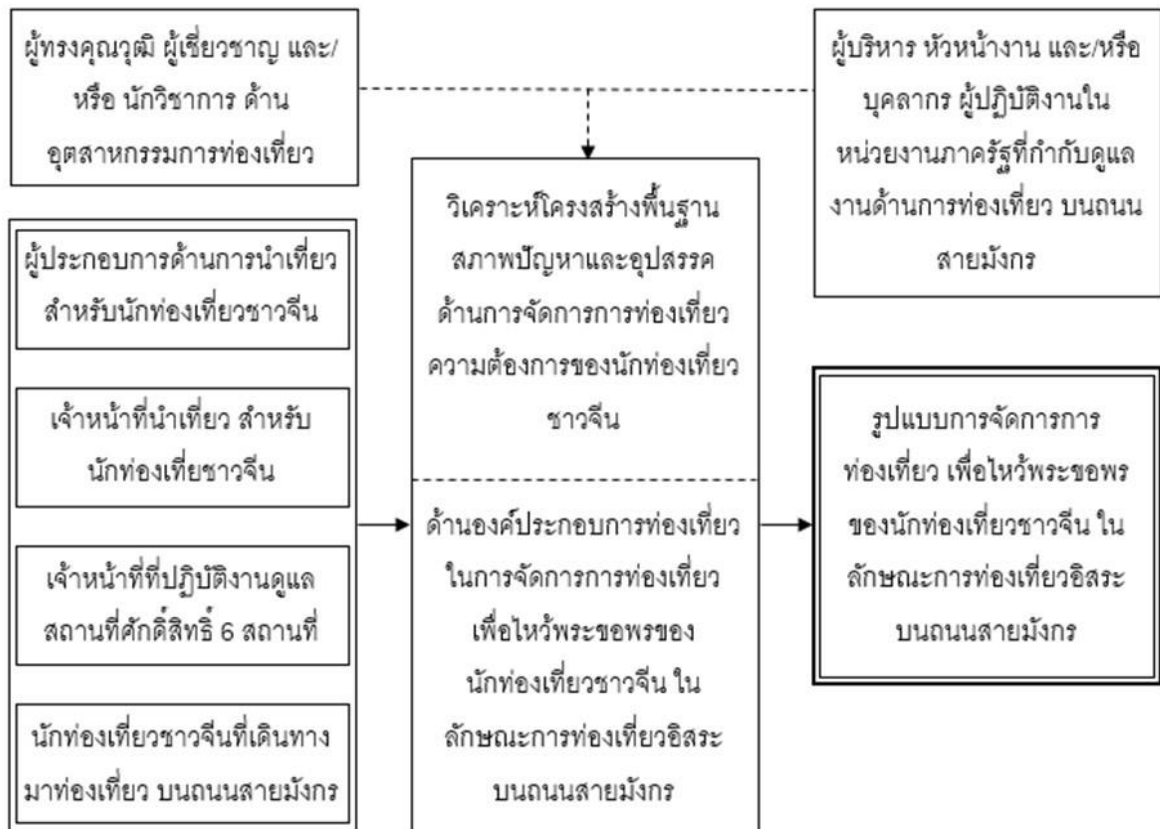 ผู้ทรงคุณวุฒิ ผู้เชี่ยวชาญ และ/
หรือ นักวิชาการ ด้าน
อุตสาหกรรมการท่องเที่ยว
ผู้บริหาร หัวหน้างาน และ/หรือ
บุคลากร ผู้ปฏิบัติงานใน
หน่วยงานภาครัฐที่กำกับดูแล
งานด้านการท่องเที่ยว บนถนน
สายมังกร
ผู้ประกอบการด้านการนำเที่ยว
สำหรับนักท่องเที่ยวชาวจีน
เจ้าหน้าที่นำเที่ยว สำหรับ
นักท่องเที่ยชาวจีน
เจ้าหน้าที่ที่ปฏิบัติงานดูแล
สถานที่ศักดิ์สิทธิ์ 6 สถานที่
นักท่องเที่ยวชาวจีนที่เดินทาง
มาท่องเที่ยว บนถนนสายมังกร
วิเคราะห์โครงสร้างพื้นฐาน
สภาพปัญหาและอุปสรรค
ด้านการจัดการการท่องเที่ยว
ความต้องการของนักท่องเที่ยว
ชาวจีน
ด้านองค์ประกอบการท่องเที่ยว
ในการจัดการการท่องเที่ยว
เพื่อไหว้พระขอพรของ
นักท่องเที่ยวชาวจีน ใน
ลักษณะการท่องเที่ยวอิสระ
บนถนนสายมังกร
รูปแบบการจัดการการ
ท่องเที่ยว เพื่อไหว้พระขอพร
ของนักท่องเที่ยวชาวจีน ใน
ลักษณะการท่องเที่ยวอิสระ
บนถนนสายมังกร